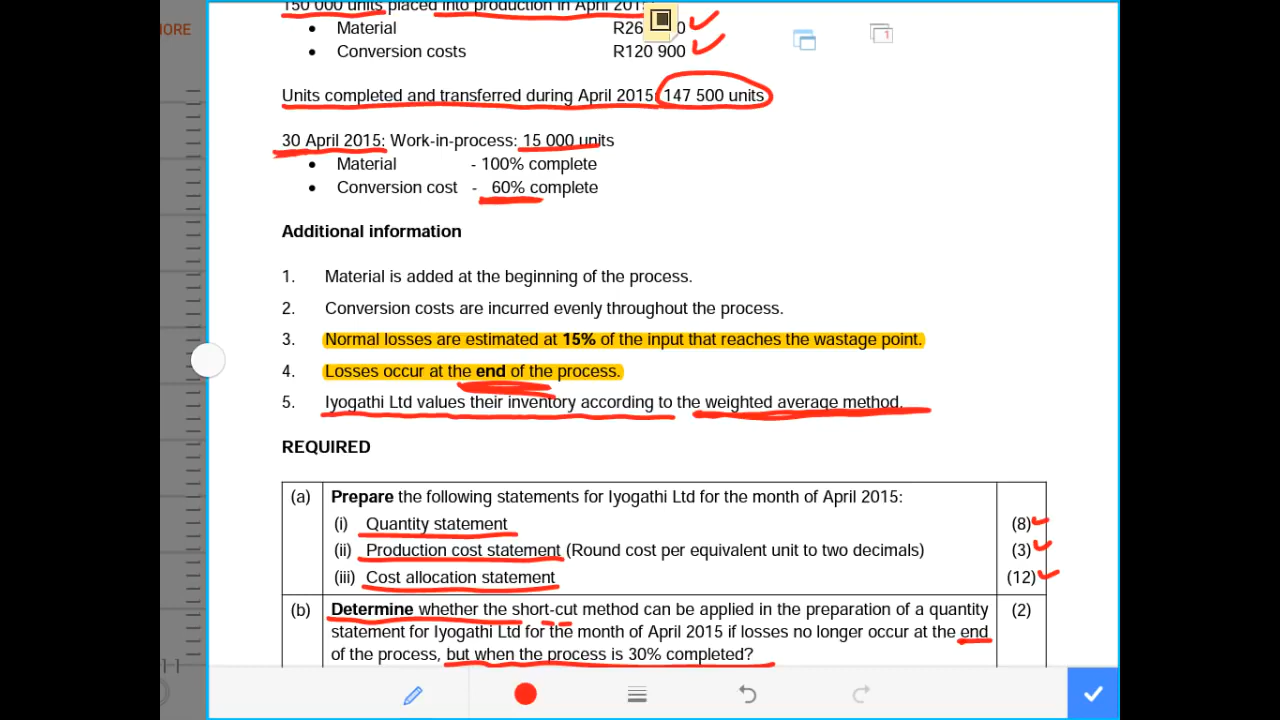 150 000 units placed into production in April 2015:
ORE
• Material R26 0
• Conversion costs R120 900
1
Units completed and transferred during April 2015: 147 500 units
30 April 2015: Work-in-process: 15 000 units
• Material - 100% complete
• Conversion cost - 60% complete
Additional information
1. Material is added at the beginning of the process.
2. Conversion costs are incurred evenly throughout the process.
3. Normal losses are estimated at 15% of the input that reaches the wastage point.
4. Losses occur at the end of the process.
5. Iyogathi Ltd values their inventory according to the weighted average method.
REQUIRED
(a) Prepare the following statements for Iyogathi Ltd for the month of April 2015:
(i) Quantity statement (8)
(ii) Production cost statement (Round cost per equivalent unit to two decimals) (3)
(iii) Cost allocation statement (12)
(b) Determine whether the short-cut method can be applied in the preparation of a quantity (2)
statement for Iyogathi Ltd for the month of April 2015 if losses no longer occur at the end
of the process, but when the process is 30% completed?